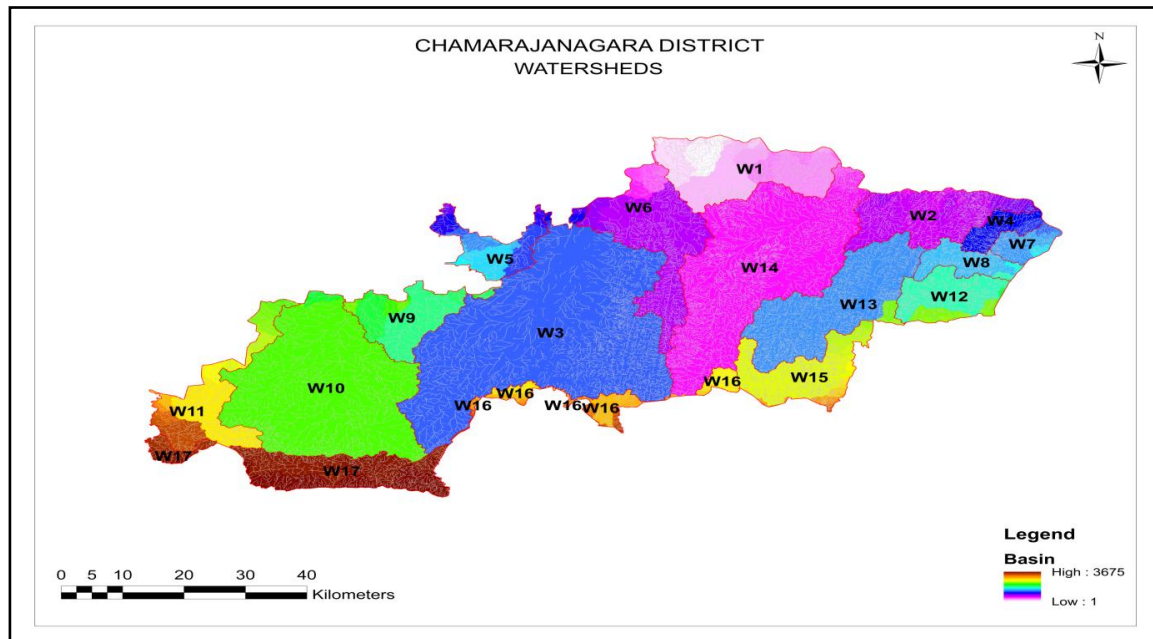 CHAMARAJANAGARA DISTRICT
WATERSHEDS
N
W1
W6
W2
W4
W7
W5
W8
W14
W12
W13
W9
W3
W10
W16
W15
W16
W11
W16
W16
W16
W17
W17
Legend
Basin
High : 3675
Low : 1
0 5 10 20 30 40
Kilometers